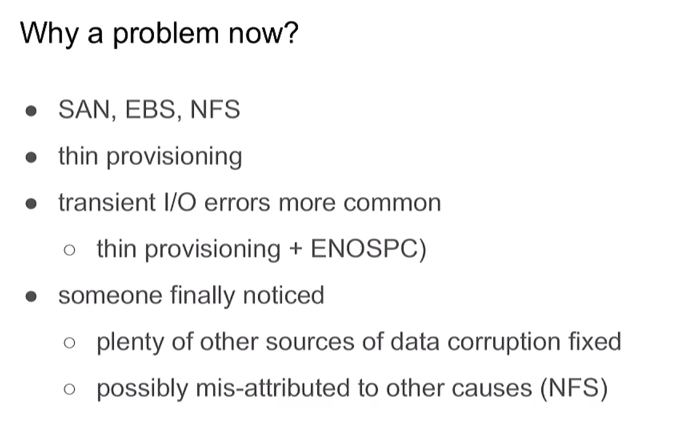 Why a problem now?
● SAN, EBS, NFS
● thin provisioning
● transient I/O errors more common
○ thin provisioning + ENOSPC)
● someone finally noticed
○ plenty of other sources of data corruption fixed
○ possibly mis-attributed to other causes (NFS)